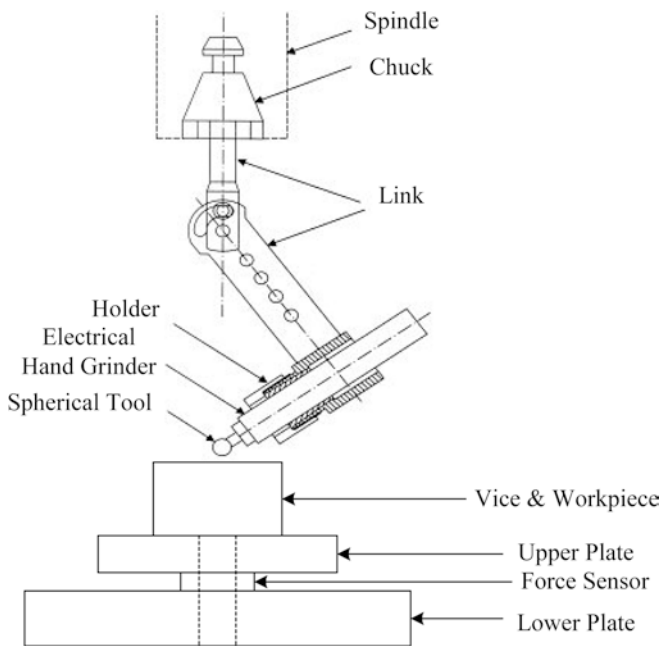 Spindle
Chuck
Link
Holder
Electrical
Hand Grinder
Spherical Tool
Vice & Workpiece
Upper Plate
Force Sensor
Lower Plate